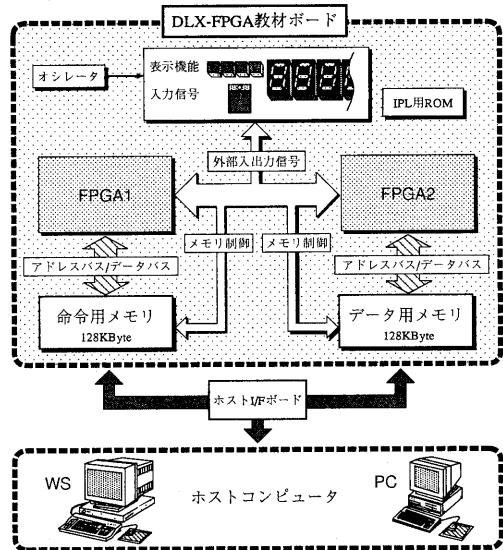 DLX-FPGA教材ボード
オシレータ
表示機能
入力信号
IPL用ROM
外部入出力信号
FPGA1
FPGA2
メモリ制御
メモリ制御
アドレスバス/データバス
アドレスバス/データバス
命令用メモリ
128KByte
データ用メモリ
128KByte
ホストI/Fボード
WS
ホストコンピュータ
PC